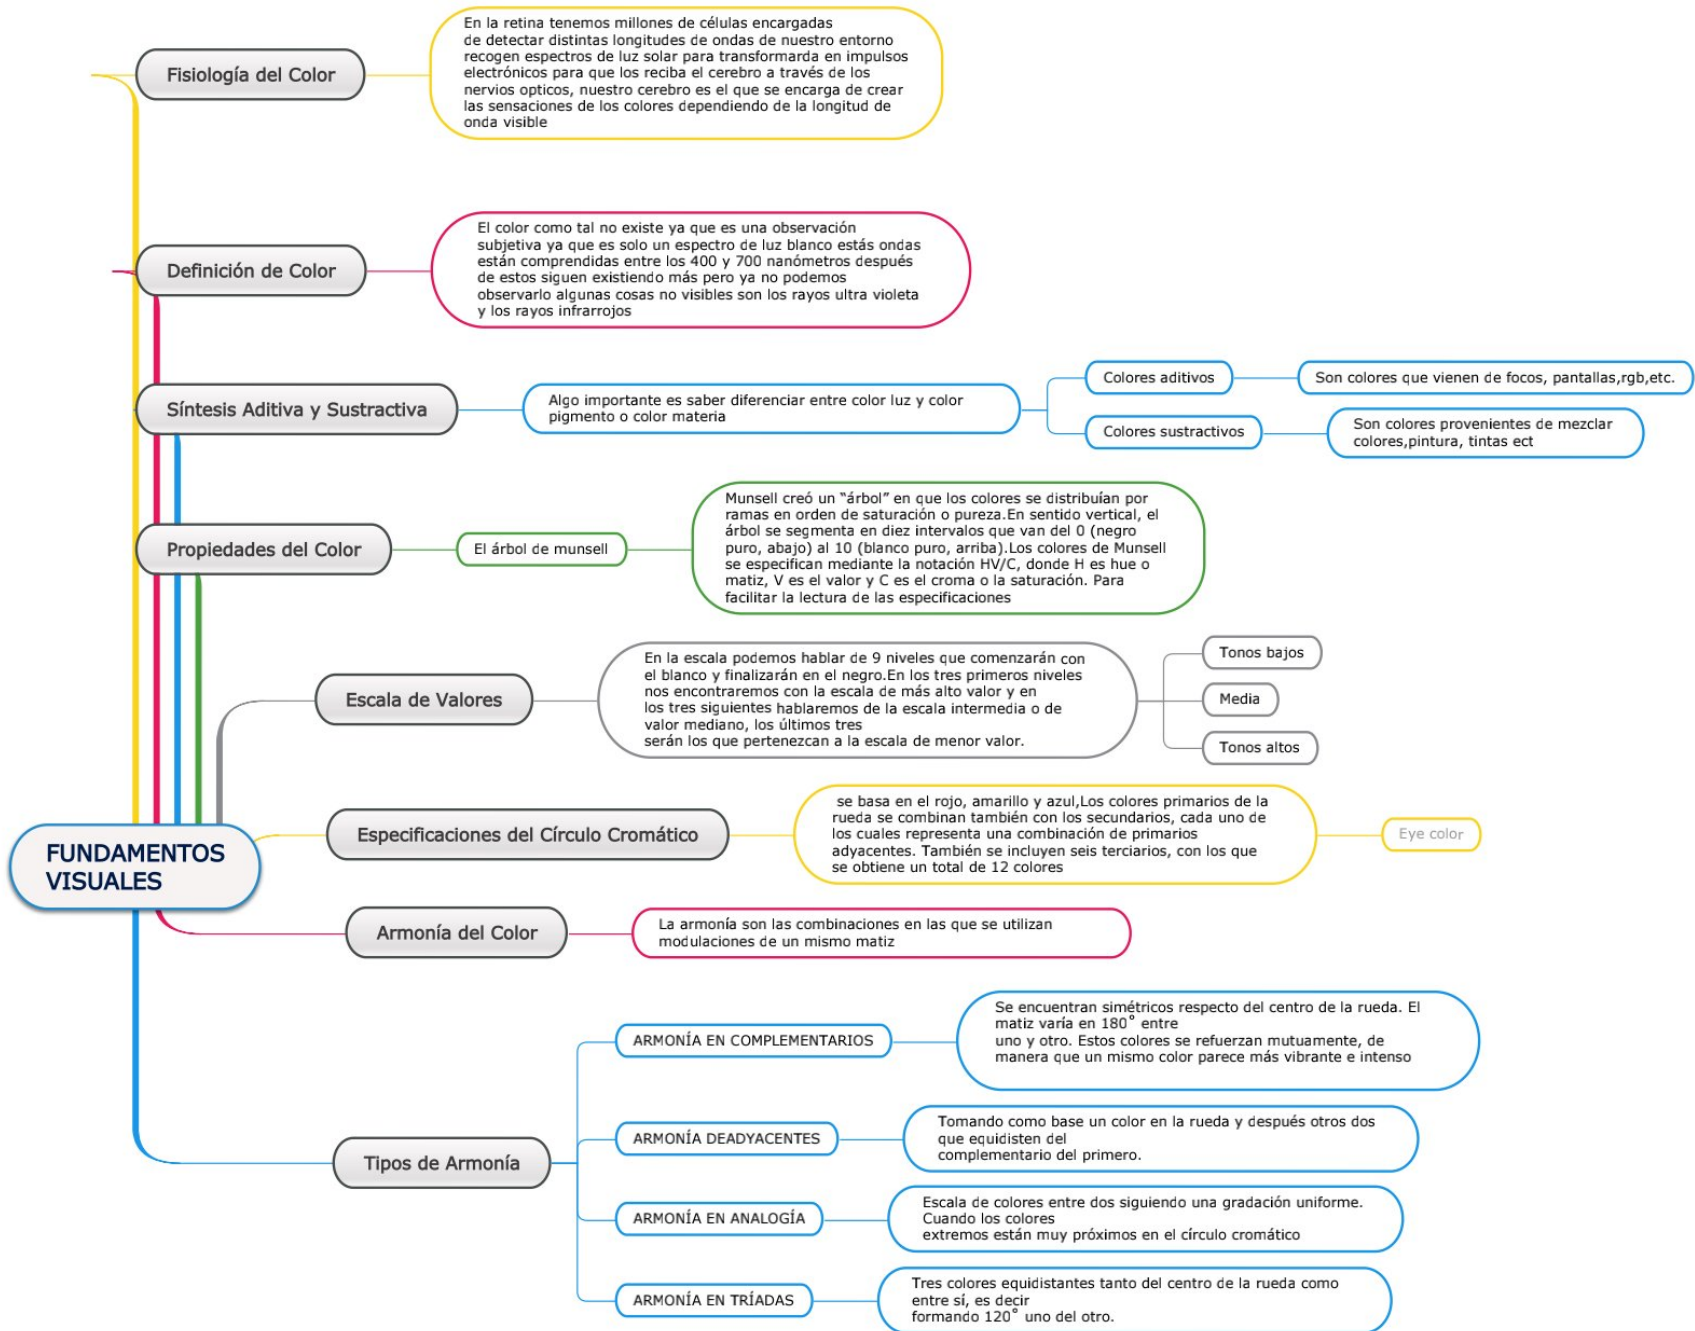 En la retina tenemos millones de células encargadas
de detectar distintas longitudes de ondas de nuestro entorno
recogen espectros de luz solar para transformarda en impulsos
electrónicos para que los reciba el cerebro a través de los
nervios opticos, nuestro cerebro es el que se encarga de crear
las sensaciones de los colores dependiendo de la longitud de
onda visible
Fisiología del Color
El color como tal no existe ya que es una observación
subjetiva ya que es solo un espectro de luz blanco estás ondas
están comprendidas entre los 400 y 700 nanómetros después
de estos siguen existiendo más pero ya no podemos
observarlo algunas cosas no visibles son los rayos ultra violeta
y los rayos infrarrojos
Definición de Color
Síntesis Aditiva y Sustractiva
Algo importante es saber diferenciar entre color luz y color
pigmento o color materia
Colores aditivos
Son colores que vienen de focos, pantallas,rgb,etc.
Colores sustractivos
Son colores provenientes de mezclar
colores,pintura, tintas ect
Propiedades del Color
El árbol de munsell
Munsell creó un “árbol” en que los colores se distribuían por
ramas en orden de saturación o pureza.En sentido vertical, el
árbol se segmenta en diez intervalos que van del 0 (negro
puro, abajo) al 10 (blanco puro, arriba).Los colores de Munsell
se especifican mediante la notación HV/C, donde H es hue o
matiz, V es el valor y C es el croma o la saturación. Para
facilitar la lectura de las especificaciones
Escala de Valores
En la escala podemos hablar de 9 niveles que comenzarán con
el blanco y finalizarán en el negro.En los tres primeros niveles
nos encontraremos con la escala de más alto valor y en
los tres siguientes hablaremos de la escala intermedia o de
valor mediano, los últimos tres
serán los que pertenezcan a la escala de menor valor.
Tonos bajos
Media
Tonos altos
FUNDAMENTOS
VISUALES
Especificaciones del Círculo Cromático
se basa en el rojo, amarillo y azul,Los colores primarios de la
rueda se combinan también con los secundarios, cada uno de
los cuales representa una combinación de primarios
adyacentes. También se incluyen seis terciarios, con los que
se obtiene un total de 12 colores
Eye color
Armonía del Color
La armonía son las combinaciones en las que se utilizan
modulaciones de un mismo matiz
Tipos de Armonía
ARMONÍA EN COMPLEMENTARIOS
Se encuentran simétricos respecto del centro de la rueda. El
matiz varía en 180˚ entre
uno y otro. Estos colores se refuerzan mutuamente, de
manera que un mismo color parece más vibrante e intenso
ARMONÍA DEADYACENTES
Tomando como base un color en la rueda y después otros dos
que equidisten del
complementario del primero.
ARMONÍA EN ANALOGÍA
Escala de colores entre dos siguiendo una gradación uniforme.
Cuando los colores
extremos están muy próximos en el círculo cromático
ARMONÍA EN TRÍADAS
Tres colores equidistantes tanto del centro de la rueda como
entre sí, es decir
formando 120˚ uno del otro.